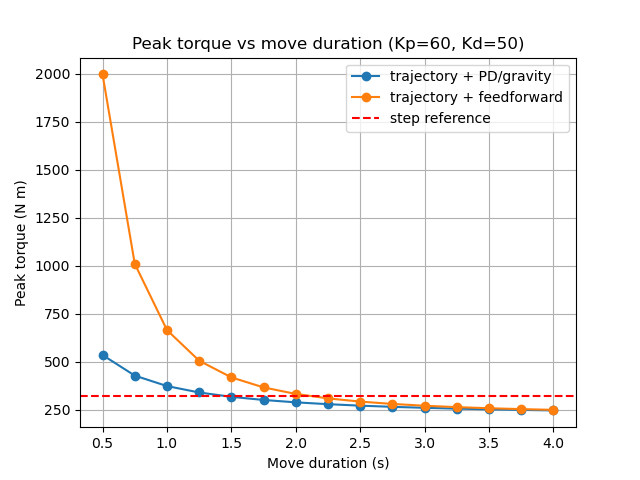 Peak torque vs move duration (Kp=60, Kd=50)
trajectory + PD/gravity
trajectory + feedforward
step reference
Peak torque (N m)
2000
1750
1500
1250
1000
750
500
250
0.5 1.0 1.5 2.0 2.5 3.0 3.5 4.0
Move duration (s)